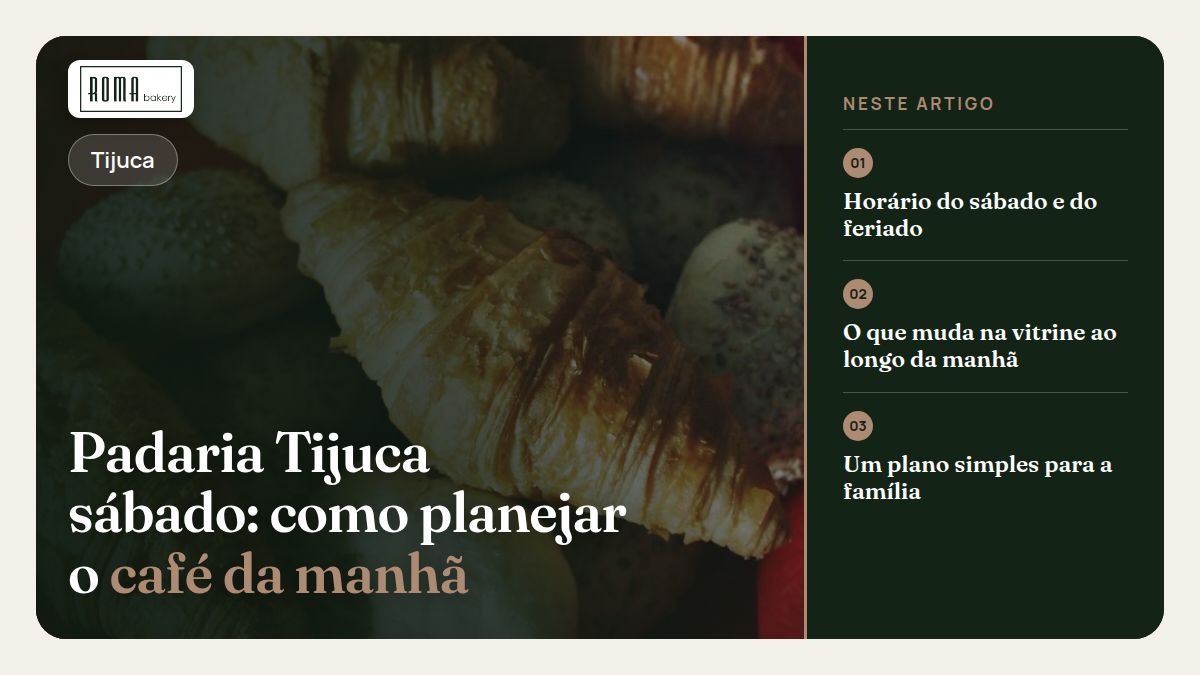 ROMA bakery
Tijuca
Padaria Tijuca
sábado: como planejar
o café da manhã
NESTE ARTIGO
01
Horário do sábado e do
feriado
02
O que muda na vitrine ao
longo da manhã
03
Um plano simples para a
família